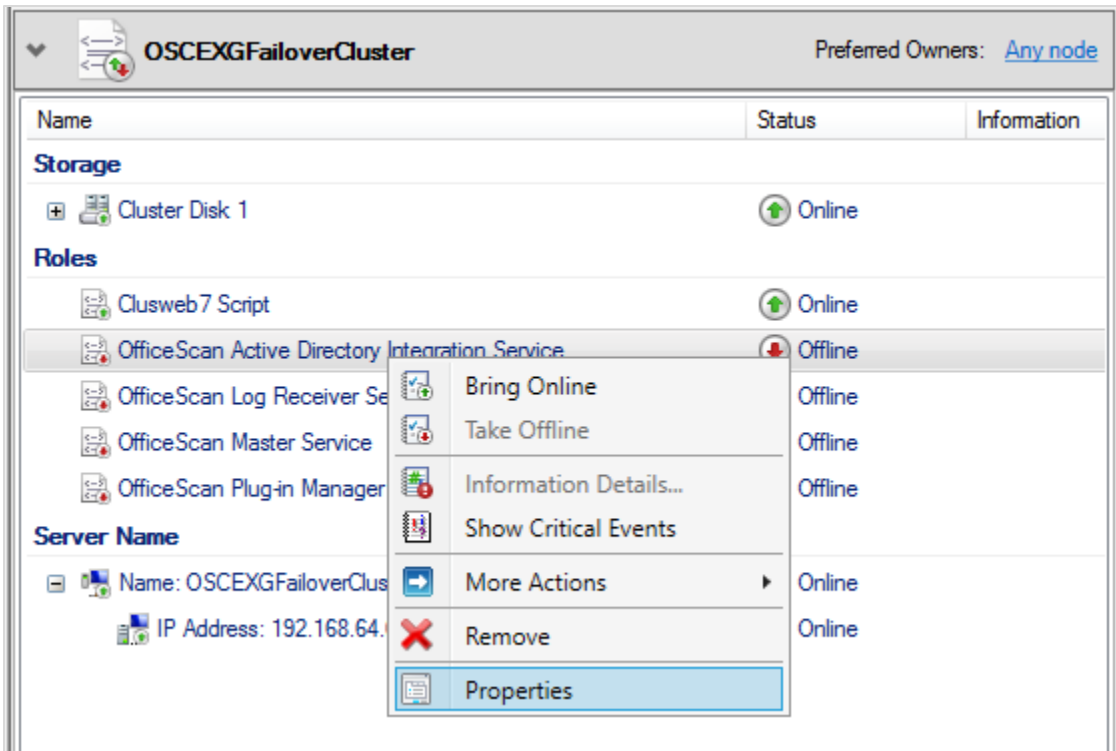 OSCEXGFailoverCluster Preferred Owners: Any node
Name Status Information
Storage
Cluster Disk 1 Online
Roles
Clusweb7 Script Online
OfficeScan Active Directory Integration Service Offline
OfficeScan Log Receiver Se Offline
OfficeScan Master Service Offline
OfficeScan Plug-in Manager Offline
Server Name
Name: OSCEXGFailoverClus Online
IP Address: 192.168.64. Online
Bring Online
Take Offline
Information Details...
Show Critical Events
More Actions
Remove
Properties